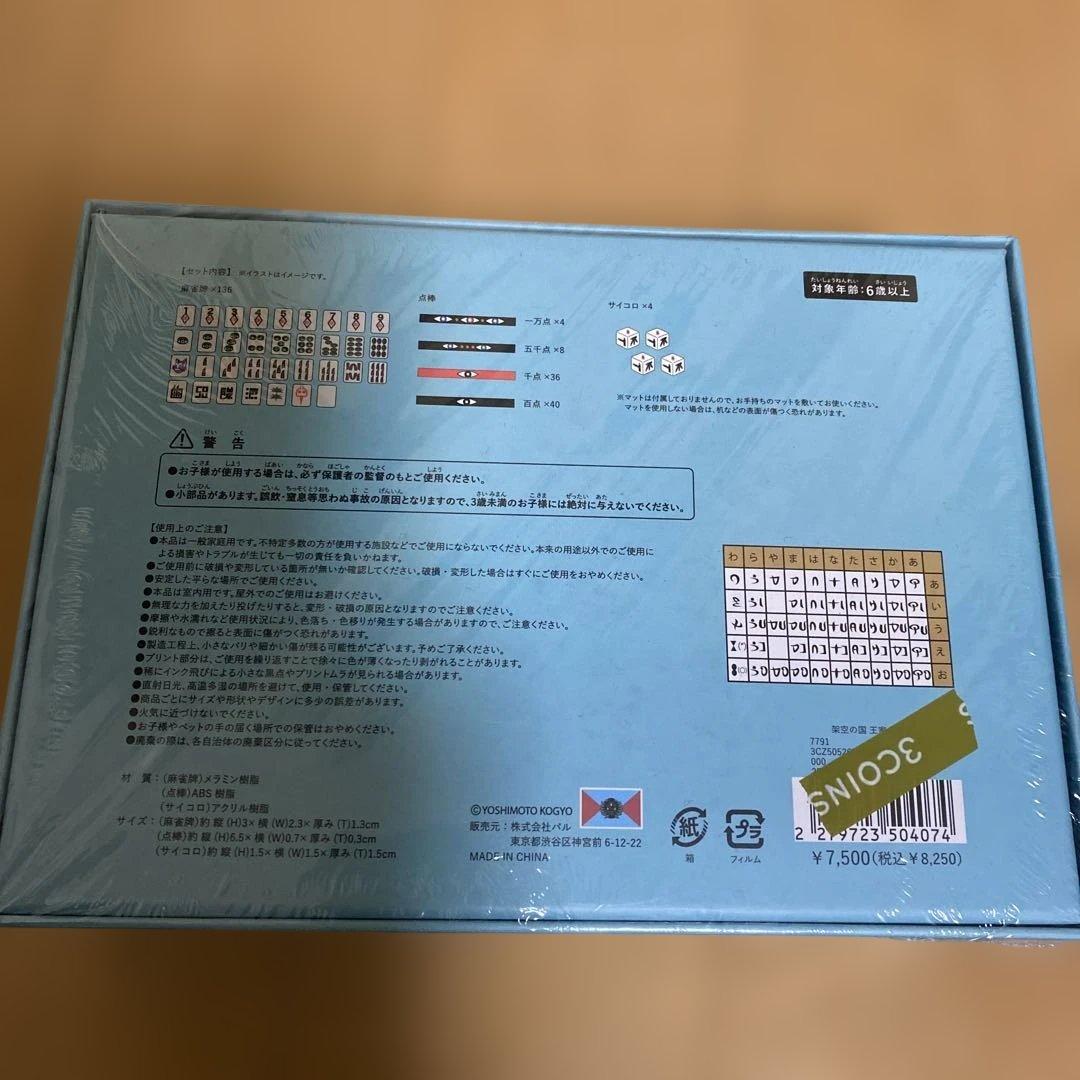 【セット内容】 ※イラストはイメージです。
麻雀牌 ×136
1 2 3 4 5 6 7 8 9
点棒
一万点 ×4
五千点 ×8
千点 ×36
百点 ×40
サイコロ ×4
たいしょうねんれい さい いじょう
対象年齢:6歳以上
※マットは付属しておりませんので、お手持ちのマットを敷いてお使いください。
マットを使用しない場合は、机などの表面が傷つく恐れがあります。
けい こく
警告
●お子様が使用する場合は、必ず保護者の監督のもとご使用ください。
●小部品があります。誤飲・窒息等思わぬ事故の原因となりますので、3歳未満のお子様には絶対に与えないでください。
【使用上のご注意】
●本品は一般家庭用です。不特定多数の方が使用する施設などでご使用にならないでください。本来の用途以外でのご使用に
よる損害やトラブルが生じても一切の責任を負いかねます。
●ご使用前に破損や変形している箇所が無いか確認してください。破損・変形した場合はすぐにご使用をおやめください。
●安定した平らな場所でご使用ください。
●本品は室内用です。屋外でのご使用はお避けください。
●無理な力を加えたり投げたりすると、変形・破損の原因となりますのでご注意ください。
●摩擦や水濡れなど使用状況により、色落ち・色移りが発生する場合がありますので、ご注意ください。
●鋭利なもので擦ると表面に傷がつく恐れがあります。
●製造工程上、小さなバリや細かい傷が残る可能性がございます。予めご了承ください。
●プリント部分は、ご使用を繰り返すことで徐々に色が薄くなったり剥がれることがあります。
●稀にインク飛びによる小さな黒点やプリントムラが見られる場合があります。
●直射日光、高温多湿の場所を避けて、使用・保管してください。
●商品ごとにサイズや形状やデザインに多少の誤差があります。
●火気に近づけないでください。
●お子様やペットの手の届く場所での保管はおやめください。
●廃棄の際は、各自治体の廃棄区分に従ってください。
わ ら や ま は な た さ か あ
あ
い
う
え
お
材 質:(麻雀牌)メラミン樹脂
(点棒)ABS樹脂
(サイコロ)アクリル樹脂
サイズ:(麻雀牌)約 縦(H)3×横(W)2.3×厚み(T)1.3cm
(点棒)約 縦(H)6.5×横(W)0.7×厚み(T)0.3cm
(サイコロ)約 縦(H)1.5×横(W)1.5×厚み(T)1.5cm
©YOSHIMOTO KOGYO
販売元:株式会社パル
東京都渋谷区神宮前 6-12-22
MADE IN CHINA
紙
箱
プラ
フィルム
架空の国 王
7791
3CZ5052
000
3COINS
2 279723 504074
¥7,500(税込¥8,250)